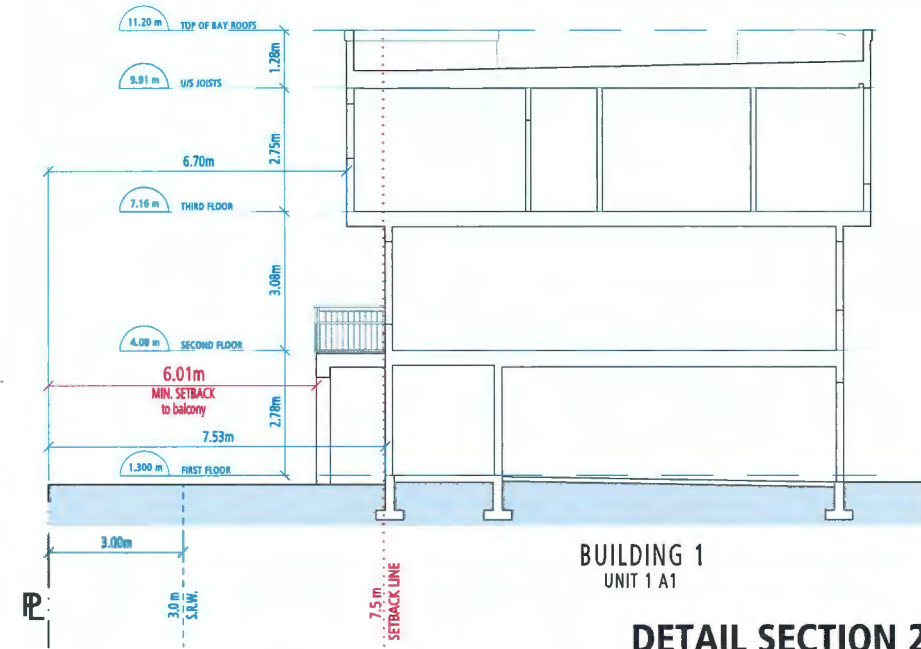 11.20 m TOP OF BAY ROOFS
1.28m
9.91 m U/S JOISTS
2.75m
6.70m
7.16 m THIRD FLOOR
3.08m
4.08 m SECOND FLOOR
6.01m
MIN. SETBACK
to balcony
2.78m
7.53m
1.300 m FIRST FLOOR
3.00m
BUILDING 1
UNIT 1 A1
PL
3.0 m
S.R.W.
7.5 m
SETBACK LINE
DETAIL SECTION 2